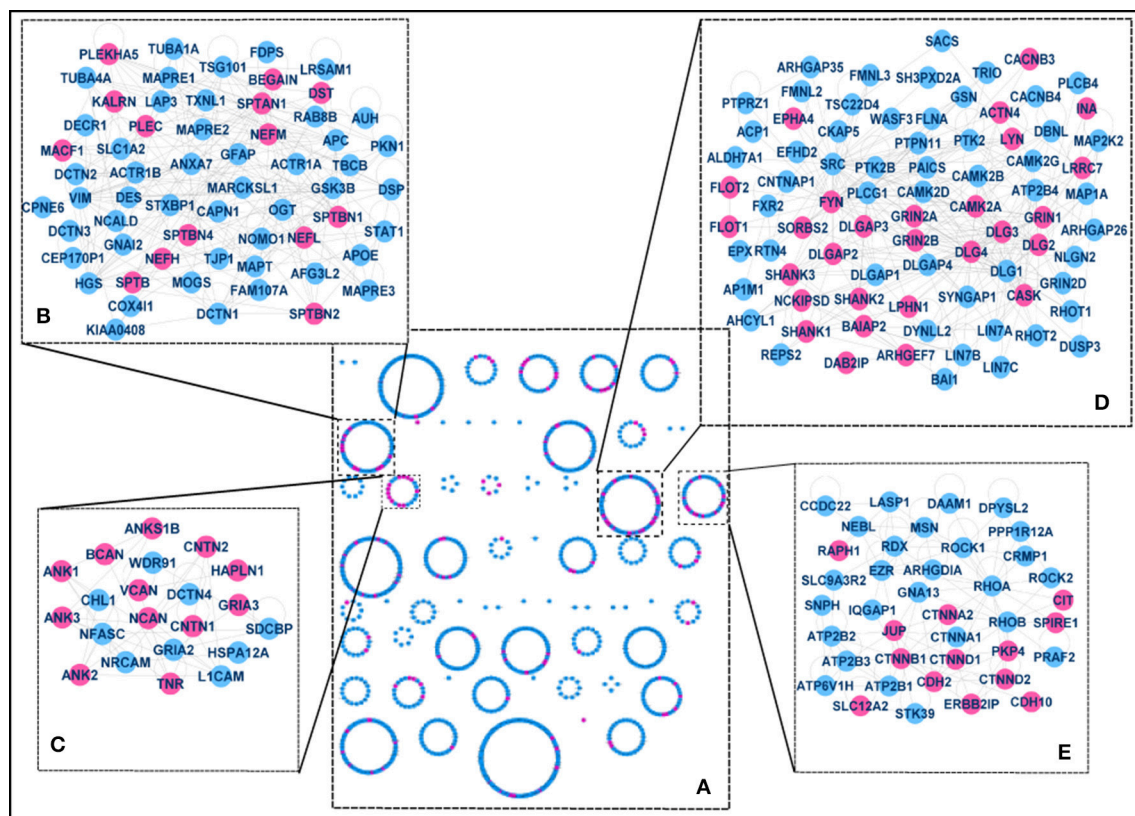 PLEKHA5 TUBA1A FDPS
TSG101 LRSAM1
TUBA4A MAPRE1 BEGAIN DST
KALRN LAP3 TXNL1 SPTAN1
RAB8B AUH
DECR1 PLEC MAPRE2 NEFM
MACF1 SLC1A2 GFAP APC PKN1
DCTN2 ACTR1B ANXA7 ACTR1A TBCB
VIM DES MARCKSL1 GSK3B DSP
CPNE6 NCALD STXBP1 CAPN1 OGT
DCTN3 GNAI2 SPTBN4 NOMO1 NEFL SPTBN1 STAT1
CEP170P1 NEFH TJP1 MAPT APOE
HGS SPTB MOGS AFG3L2
COX4I1 FAM107A MAPRE3
B DCTN1 SPTBN2
KIAA0408
SACS
CACNB3
ARHGAP35 FMNL3 SH3PXD2A TRIO PLCB4
FMNL2 GSN CACNB4
PTPRZ1 TSC22D4 WASF3 FLNA ACTN4 INA
EPHA4
ACP1 CKAP5 PTPN11 PTK2 LYN DBNL MAP2K2
ALDH7A1 EFHD2 SRC PTK2B PAICS CAMK2G
FLOT2 CNTNAP1 PLCG1 CAMK2D CAMK2B LRRC7
FXR2 FYN CAMK2A ATP2B4 MAP1A
FLOT1 SORBS2 DLGAP3 GRIN2A GRIN1
GRIN2B DLG3 DLG2 ARHGAP26
EPX RTN4 DLGAP2 DLG4 NLGN2
SHANK3 DLGAP1 DLGAP4 DLG1 GRIN2D
AP1M1 NCKIPSD SHANK2 LPHN1 SYNGAP1 CASK
RHOT1
AHCYL1 SHANK1 BAIAP2 DYNLL2 LIN7A RHOT2
REPS2 DAB2IP ARHGEF7 LIN7B DUSP3
LIN7C
BAI1
D
ANKS1B
BCAN WDR91 CNTN2
ANK1 HAPLN1
VCAN DCTN4
CHL1 GRIA3
ANK3 NCAN CNTN1 SDCBP
NFASC
GRIA2 HSPA12A
NRCAM
ANK2 TNR L1CAM
C
A
CCDC22 LASP1 DAAM1 DPYSL2
NEBL MSN PPP1R12A
RAPH1 RDX ROCK1 CRMP1
EZR ARHGDIA
SLC9A3R2 GNA13 RHOA ROCK2
SNPH IQGAP1 CTNNA2 CIT
RHOB SPIRE1
ATP2B2 JUP CTNNA1
ATP2B3 CTNNB1 CTNND1 PKP4 PRAF2
ATP6V1H ATP2B1 CDH2 CTNND2
SLC12A2 ERBB2IP CDH10
STK39
E